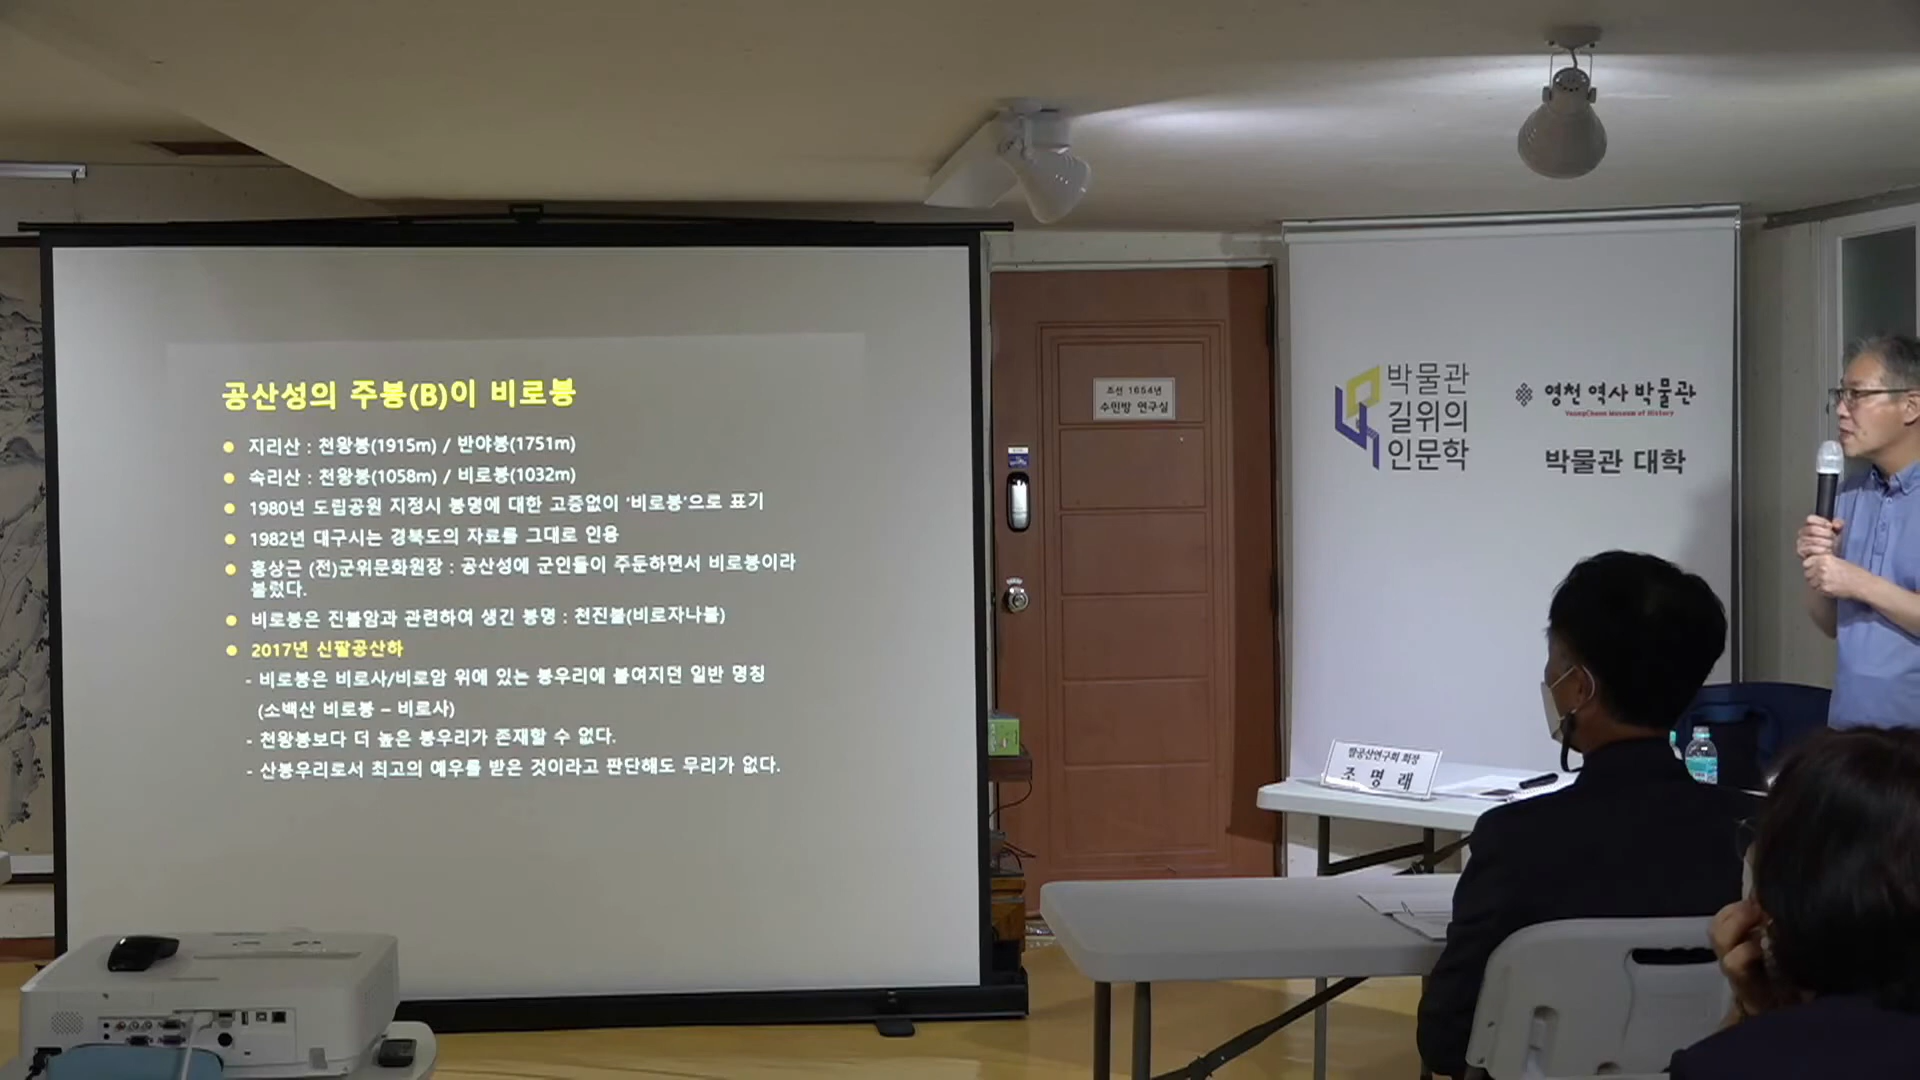 공산성의 주봉(B)이 비로봉
지리산 : 천왕봉(1915m) / 반야봉(1751m)
속리산 : 천왕봉(1058m) / 비로봉(1032m)
1980년 도립공원 지정시 봉명에 대한 고증없이 '비로봉'으로 표기
1982년 대구시는 경북도의 자료를 그대로 인용
홍상근 (전)군위문화원장 : 공산성에 군인들이 주둔하면서 비로봉이라
불렀다.
비로봉은 진불암과 관련하여 생긴 봉명 : 천진불(비로자나불)
2017년 신팔공산하
- 비로봉은 비로사/비로암 위에 있는 봉우리에 붙여지던 일반 명칭
(소백산 비로봉 – 비로사)
- 천왕봉보다 더 높은 봉우리가 존재할 수 없다.
- 산봉우리로서 최고의 예우를 받은 것이라고 판단해도 무리가 없다.
조선 1654년
수민방 연구실
박물관
길위의
인문학
영천 역사 박물관
YeongCheon Museum of History
박물관 대학
팔공산연구회 회장
조 명 래